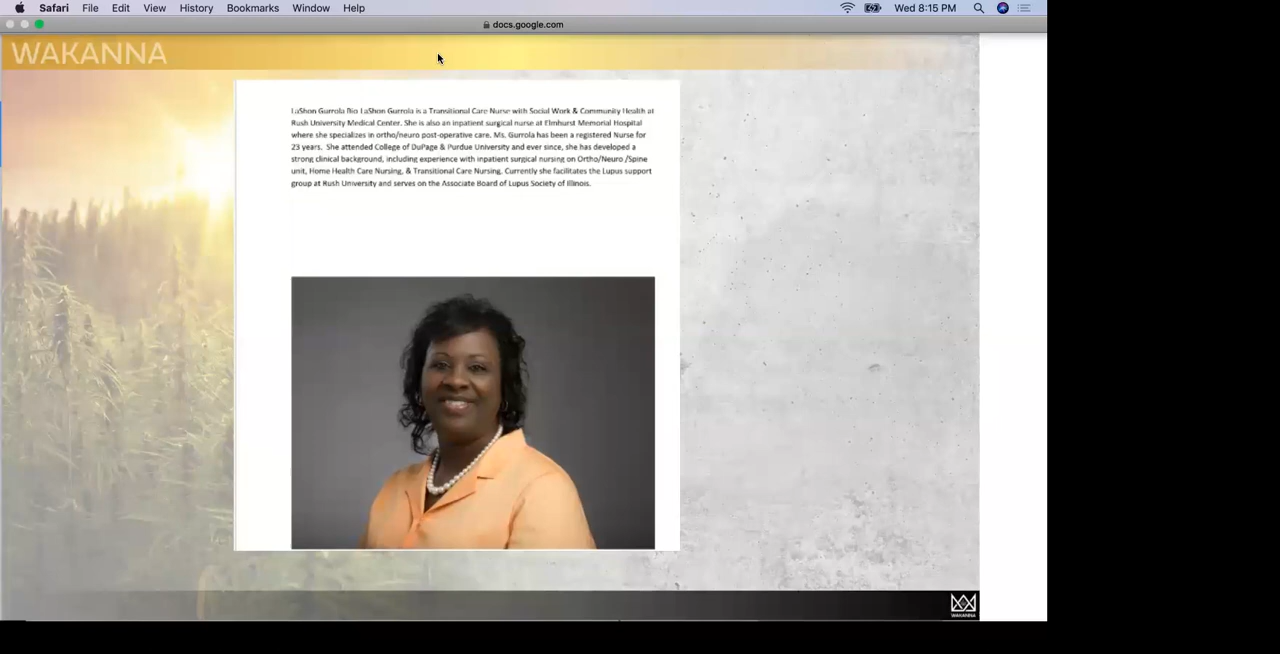 Safari File Edit View History Bookmarks Window Help Wed 8:15 PM
docs.google.com
WAKANNA
LaShon Gurrola Bio LaShon Gurrola is a Transitional Care Nurse with Social Work & Community Health at
Rush University Medical Center. She is also an inpatient surgical nurse at Elmhurst Memorial Hospital
where she specializes in ortho/neuro post-operative care. Ms. Gurrola has been a registered Nurse for
23 years. She attended College of DuPage & Purdue University and ever since, she has developed a
strong clinical background, including experience with inpatient surgical nursing on Ortho/Neuro /Spine
unit, Home Health Care Nursing, & Transitional Care Nursing. Currently she facilitates the Lupus support
group at Rush University and serves on the Associate Board of Lupus Society of Illinois.
WAKANNA